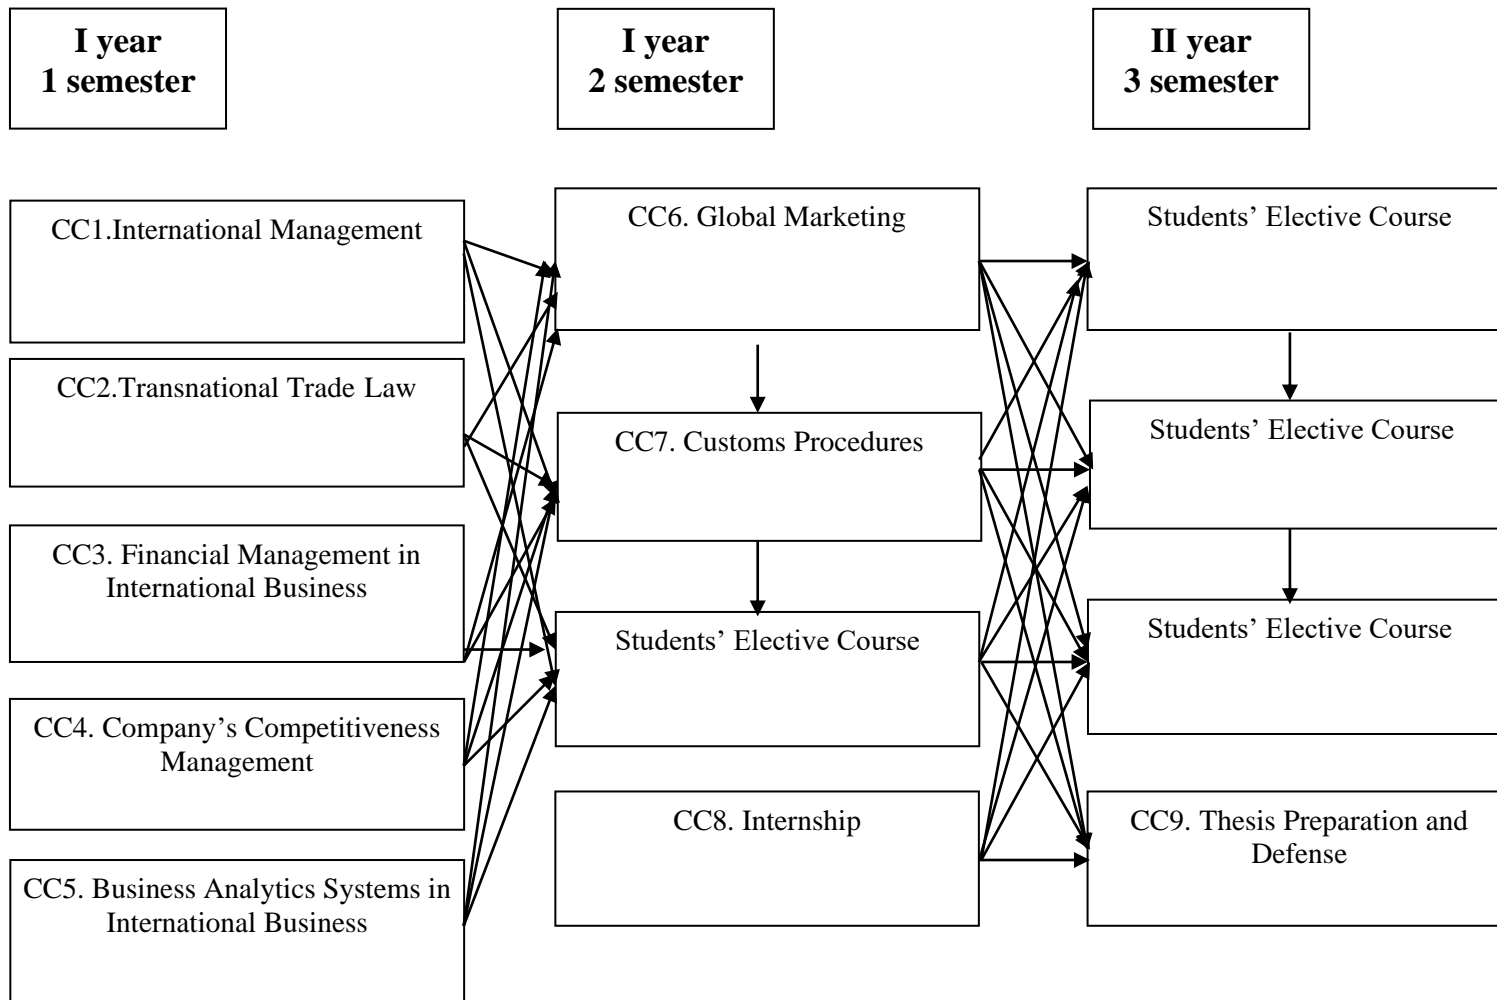 I year
1 semester
I year
2 semester
II year
3 semester
CC1.International Management
CC2.Transnational Trade Law
CC3. Financial Management in
International Business
CC4. Company’s Competitiveness
Management
CC5. Business Analytics Systems in
International Business
CC6. Global Marketing
CC7. Customs Procedures
Students’ Elective Course
CC8. Internship
Students’ Elective Course
Students’ Elective Course
Students’ Elective Course
CC9. Thesis Preparation and
Defense